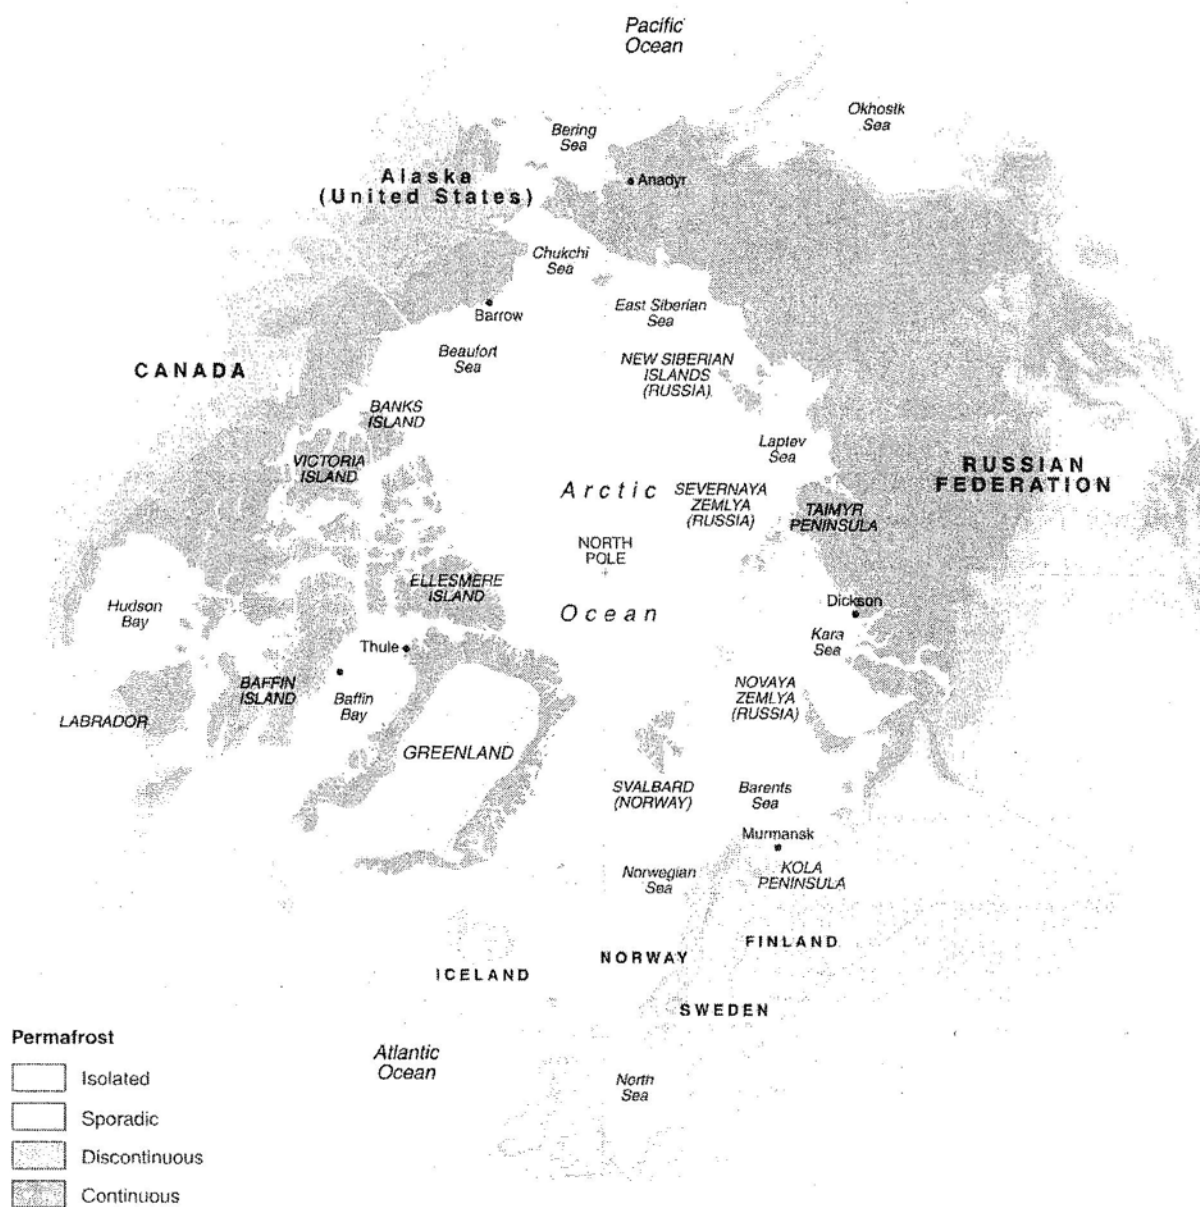 Pacific
Ocean
Okhostk
Sea
Bering
Sea
Alaska
(United States)
Anadyr
Chukchi
Sea
East Siberian
Sea
Barrow
Beaufort
Sea
NEW SIBERIAN
ISLANDS
(RUSSIA)
CANADA
BANKS
ISLAND
VICTORIA
ISLAND
Laptev
Sea
RUSSIAN
FEDERATION
Arctic
SEVERNAYA
ZEMLYA
(RUSSIA)
TAIMYR
PENINSULA
NORTH
POLE
ELLESMERE
ISLAND
Hudson
Bay
Ocean
Dickson
Kara
Sea
Thule
BAFFIN
ISLAND
Baffin
Bay
NOVAYA
ZEMLYA
(RUSSIA)
LABRADOR
GREENLAND
SVALBARD
(NORWAY)
Barents
Sea
Murmansk
Norwegian
Sea
KOLA
PENINSULA
FINLAND
NORWAY
ICELAND
SWEDEN
Permafrost
Isolated
Sporadic
Discontinuous
Continuous
Atlantic
Ocean
North
Sea